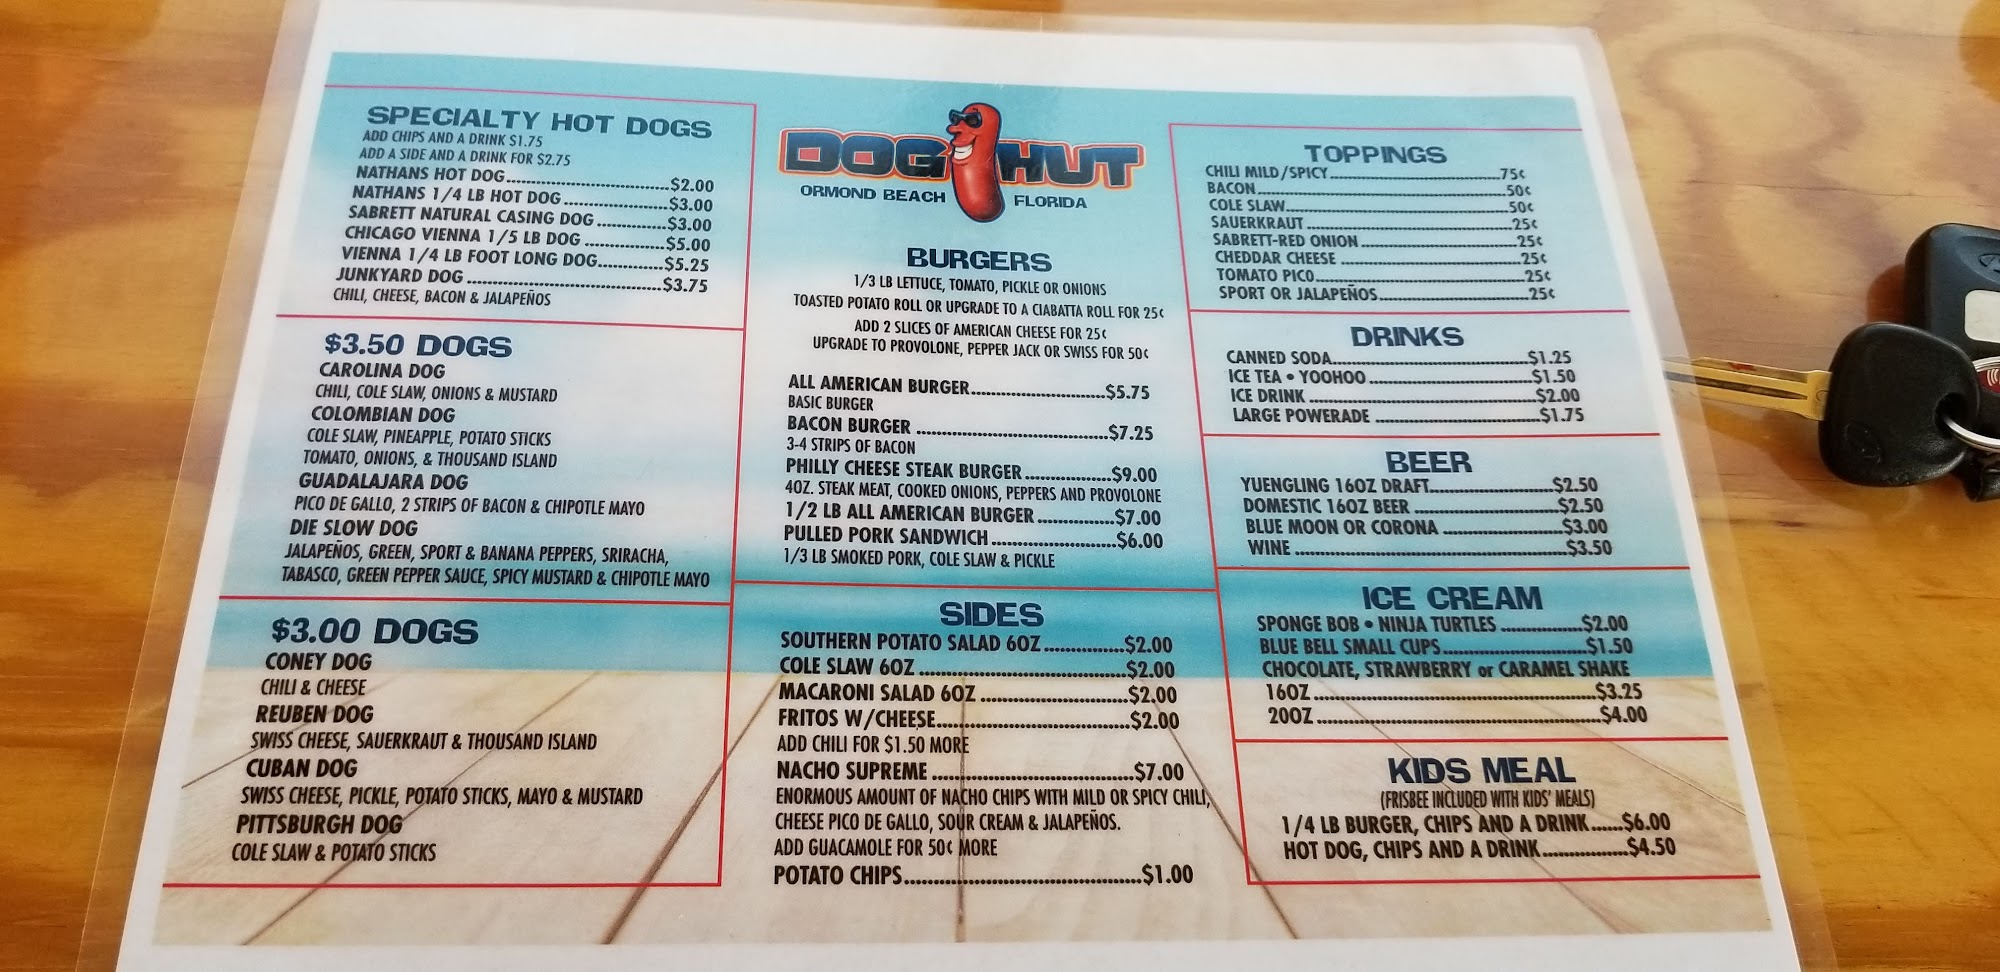 SPECIALTY HOT DOGS
ADD CHIPS AND A DRINK $1.75
ADD A SIDE AND A DRINK FOR $2.75
NATHANS HOT DOG..............................$2.00
NATHANS 1/4 LB HOT DOG....................$3.00
SABRETT NATURAL CASING DOG.............$3.00
CHICAGO VIENNA 1/5 LB DOG...............$5.00
VIENNA 1/4 LB FOOT LONG DOG............$5.25
JUNKYARD DOG.....................................$3.75
CHILI, CHEESE, BACON & JALAPEÑOS
$3.50 DOGS
CAROLINA DOG
CHILI, COLE SLAW, ONIONS & MUSTARD
COLOMBIAN DOG
COLE SLAW, PINEAPPLE, POTATO STICKS
TOMATO, ONIONS, & THOUSAND ISLAND
GUADALAJARA DOG
PICO DE GALLO, 2 STRIPS OF BACON & CHIPOTLE MAYO
DIE SLOW DOG
JALAPEÑOS, GREEN, SPORT & BANANA PEPPERS, SRIRACHA,
TABASCO, GREEN PEPPER SAUCE, SPICY MUSTARD & CHIPOTLE MAYO
$3.00 DOGS
CONEY DOG
CHILI & CHEESE
REUBEN DOG
SWISS CHEESE, SAUERKRAUT & THOUSAND ISLAND
CUBAN DOG
SWISS CHEESE, PICKLE, POTATO STICKS, MAYO & MUSTARD
PITTSBURGH DOG
COLE SLAW & POTATO STICKS
DOG HUT
ORMOND BEACH FLORIDA
BURGERS
1/3 LB LETTUCE, TOMATO, PICKLE OR ONIONS
TOASTED POTATO ROLL OR UPGRADE TO A CIABATTA ROLL FOR 25¢
ADD 2 SLICES OF AMERICAN CHEESE FOR 25¢
UPGRADE TO PROVOLONE, PEPPER JACK OR SWISS FOR 50¢
ALL AMERICAN BURGER.........................$5.75
BASIC BURGER
BACON BURGER....................................$7.25
3-4 STRIPS OF BACON
PHILLY CHEESE STEAK BURGER...............$9.00
4OZ. STEAK MEAT, COOKED ONIONS, PEPPERS AND PROVOLONE
1/2 LB ALL AMERICAN BURGER..............$7.00
PULLED PORK SANDWICH......................$6.00
1/3 LB SMOKED PORK, COLE SLAW & PICKLE
SIDES
SOUTHERN POTATO SALAD 6OZ..............$2.00
COLE SLAW 6OZ....................................$2.00
MACARONI SALAD 6OZ.........................$2.00
FRITOS W/CHEESE.................................$2.00
ADD CHILI FOR $1.50 MORE
NACHO SUPREME..................................$7.00
ENORMOUS AMOUNT OF NACHO CHIPS WITH MILD OR SPICY CHILI,
CHEESE PICO DE GALLO, SOUR CREAM & JALAPEÑOS.
ADD GUACAMOLE FOR 50¢ MORE
POTATO CHIPS.......................................$1.00
TOPPINGS
CHILI MILD/SPICY................................75¢
BACON...............................................50¢
COLE SLAW..........................................50¢
SAUERKRAUT.......................................25¢
SABRETT-RED ONION............................25¢
CHEDDAR CHEESE................................25¢
TOMATO PICO.....................................25¢
SPORT OR JALAPEÑOS...........................25¢
DRINKS
CANNED SODA....................................$1.25
ICE TEA • YOOHOO..............................$1.50
ICE DRINK..........................................$2.00
LARGE POWERADE...............................$1.75
BEER
YUENGLING 16OZ DRAFT......................$2.50
DOMESTIC 16OZ BEER..........................$2.50
BLUE MOON OR CORONA.....................$3.00
WINE.................................................$3.50
ICE CREAM
SPONGE BOB • NINJA TURTLES...............$2.00
BLUE BELL SMALL CUPS.........................$1.50
CHOCOLATE, STRAWBERRY or CARAMEL SHAKE
16OZ..................................................$3.25
20OZ..................................................$4.00
KIDS MEAL
(FRISBEE INCLUDED WITH KIDS' MEALS)
1/4 LB BURGER, CHIPS AND A DRINK......$6.00
HOT DOG, CHIPS AND A DRINK...............$4.50